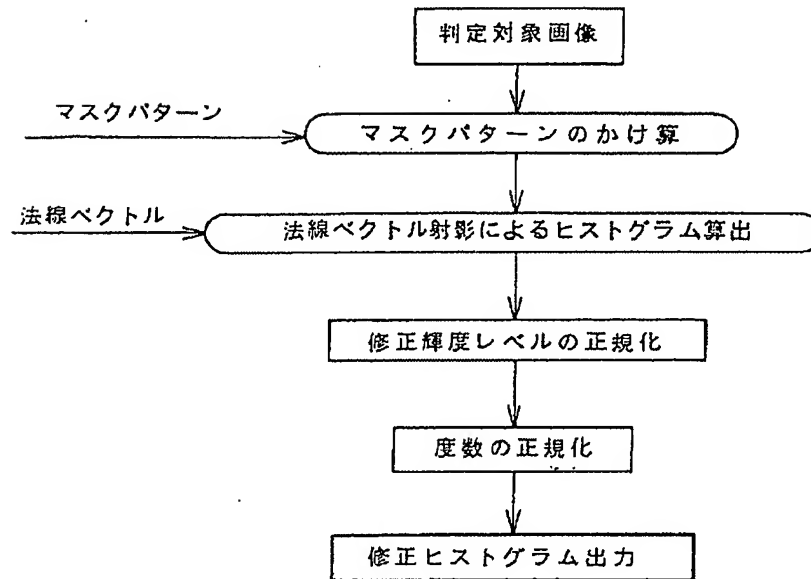 判定対象画像
マスクパターン
マスクパターンのかけ算
法線ベクトル
法線ベクトル射影によるヒストグラム算出
修正輝度レベルの正規化
度数の正規化
修正ヒストグラム出力